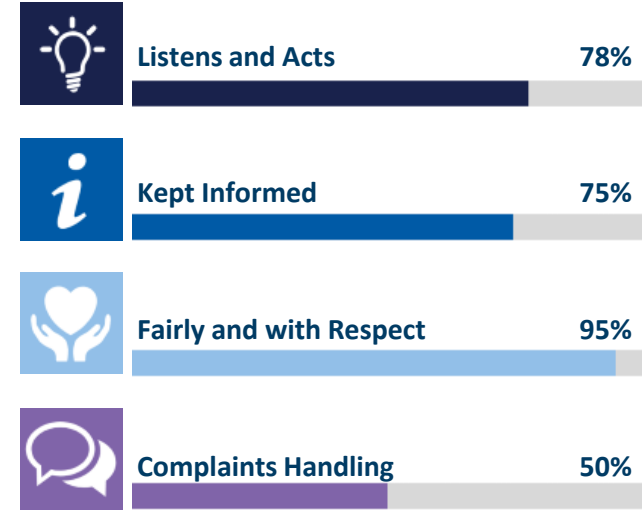 Listens and Acts 78%
Kept Informed 75%
Fairly and with Respect 95%
Complaints Handling 50%